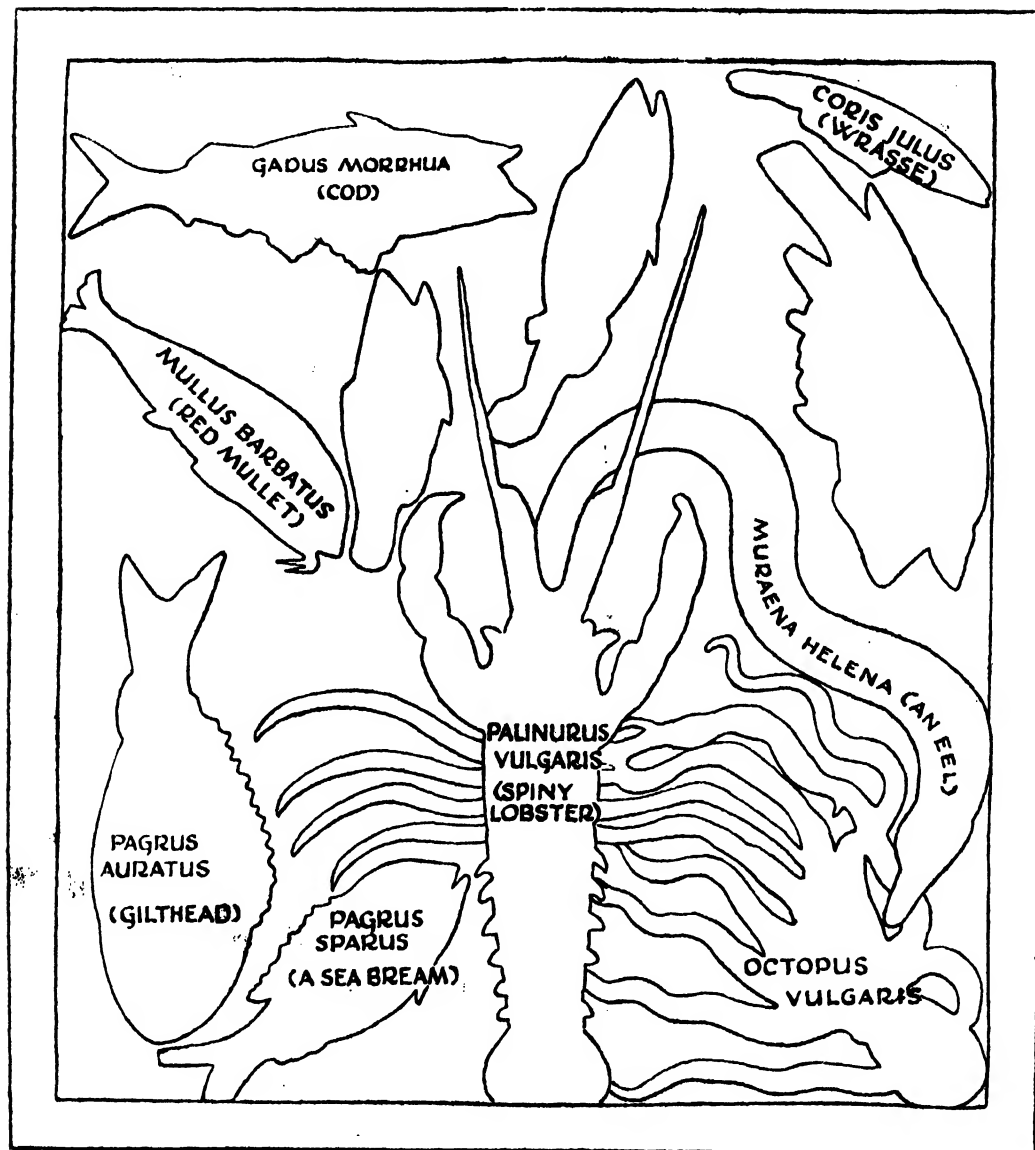 CORIS JULUS
(WRASSE)
GADUS MORRHUA
(COD)
MULLUS BARBATUS
(RED MULLET)
MURAENA HELENA (AN EEL)
PALINURUS
VULGARIS
(SPINY
LOBSTER)
PAGRUS
AURATUS
(GILTHEAD)
PAGRUS
SPARUS
(A SEA BREAM)
OCTOPUS
VULGARIS